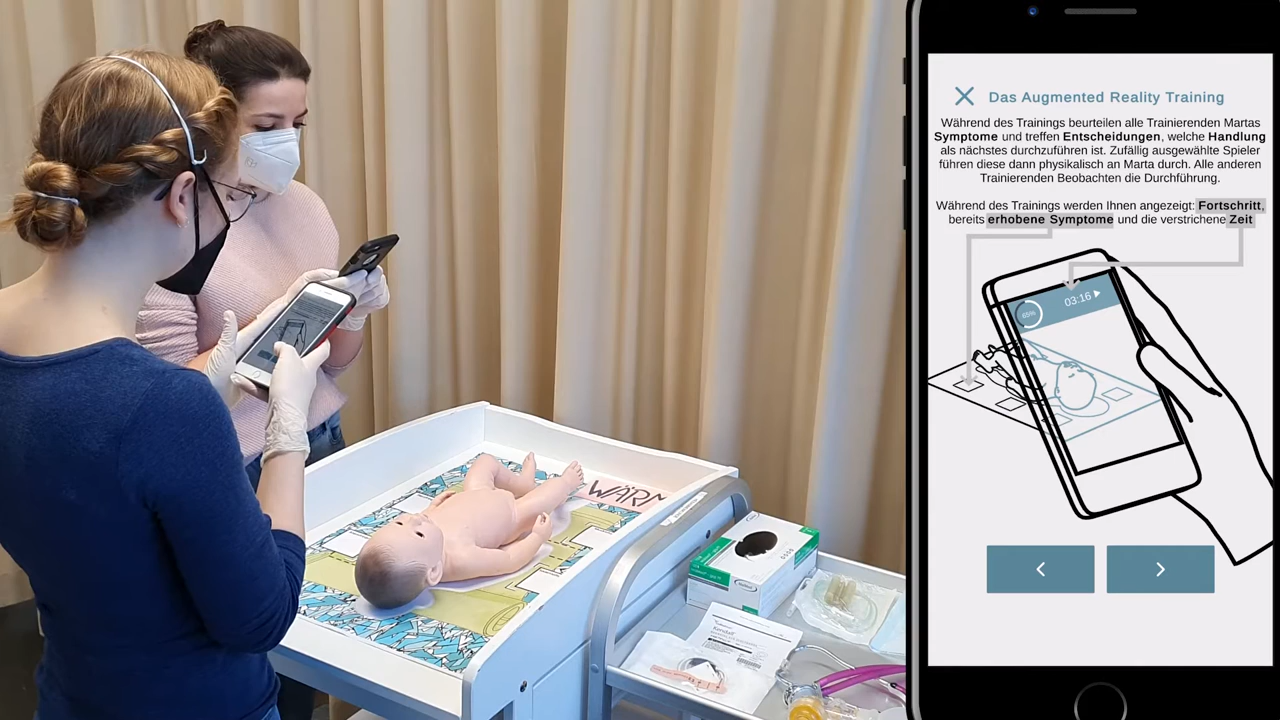 Das Augmented Reality Training
Während des Trainings beurteilen alle Trainierenden Martas
Symptome und treffen Entscheidungen, welche Handlung
als nächstes durchzuführen ist. Zufällig ausgewählte Spieler
führen diese dann physikalisch an Marta durch. Alle anderen
Trainierenden Beobachten die Durchführung.
Während des Trainings werden Ihnen angezeigt: Fortschritt,
bereits erhobene Symptome und die verstrichene Zeit
65%
03:16
WÄRM
Kendall